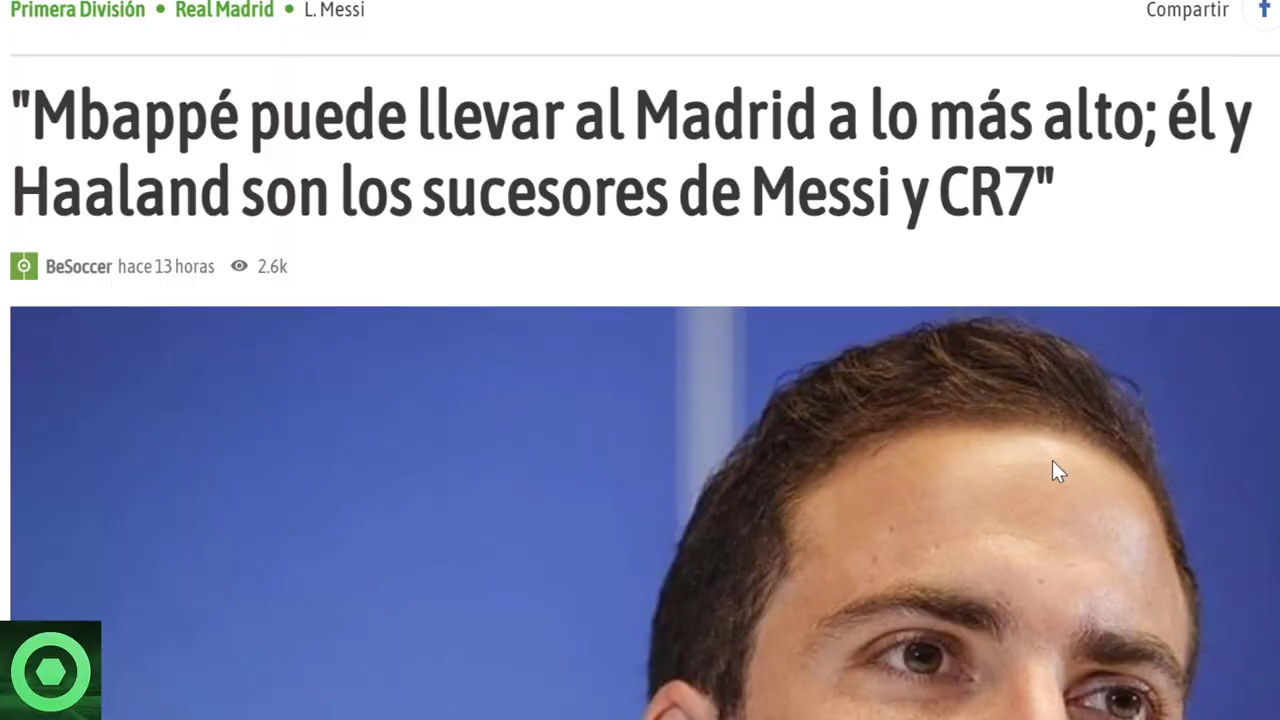 Primera División • Real Madrid • L. Messi
Compartir
"Mbappé puede llevar al Madrid a lo más alto; él y
Haaland son los sucesores de Messi y CR7"
BeSoccer hace 13 horas 2.6k